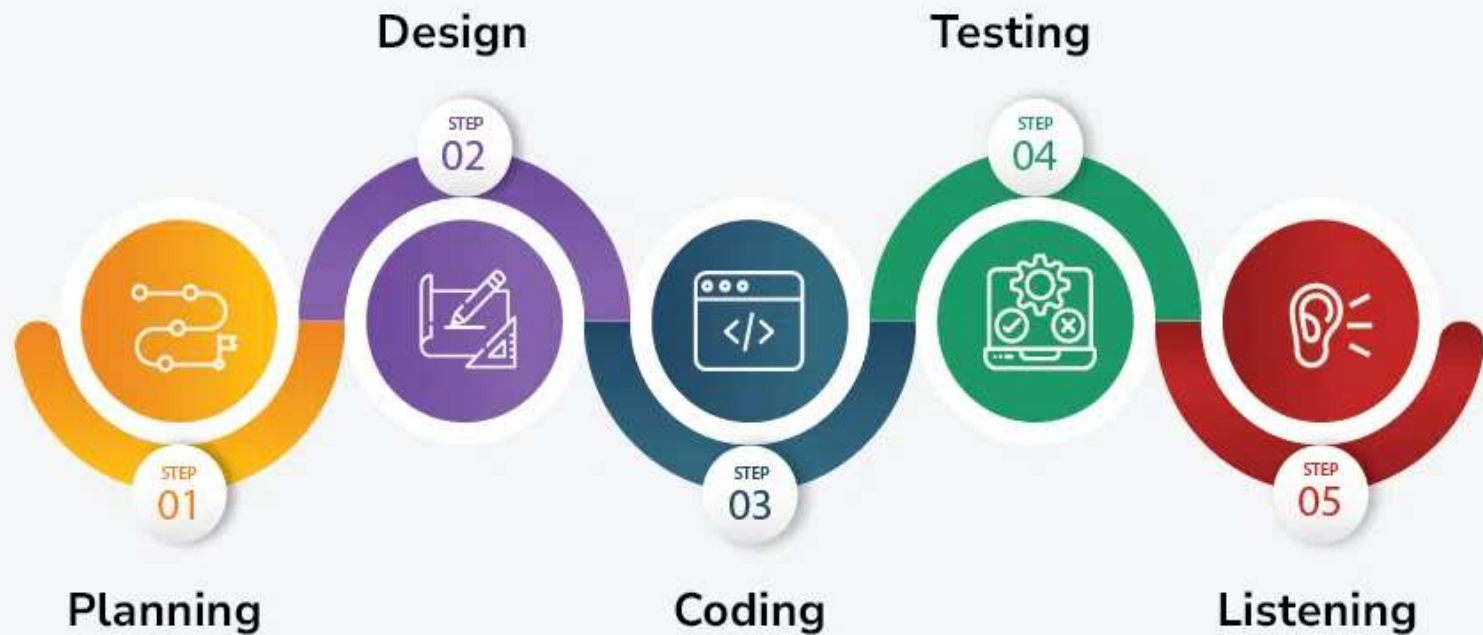 Design
Testing
STEP
02
STEP
04
</>
STEP
01
STEP
03
STEP
05
Planning
Coding
Listening